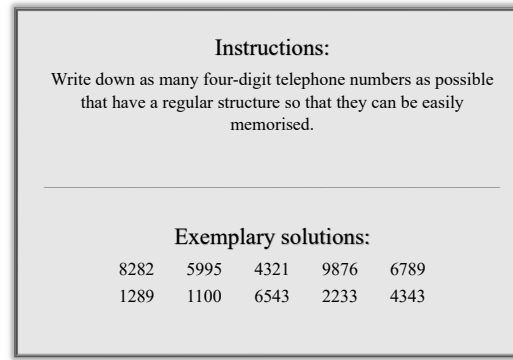 Instructions:
Write down as many four-digit telephone numbers as possible
that have a regular structure so that they can be easily
memorised.
Exemplary solutions:
8282 5995 4321 9876 6789
1289 1100 6543 2233 4343